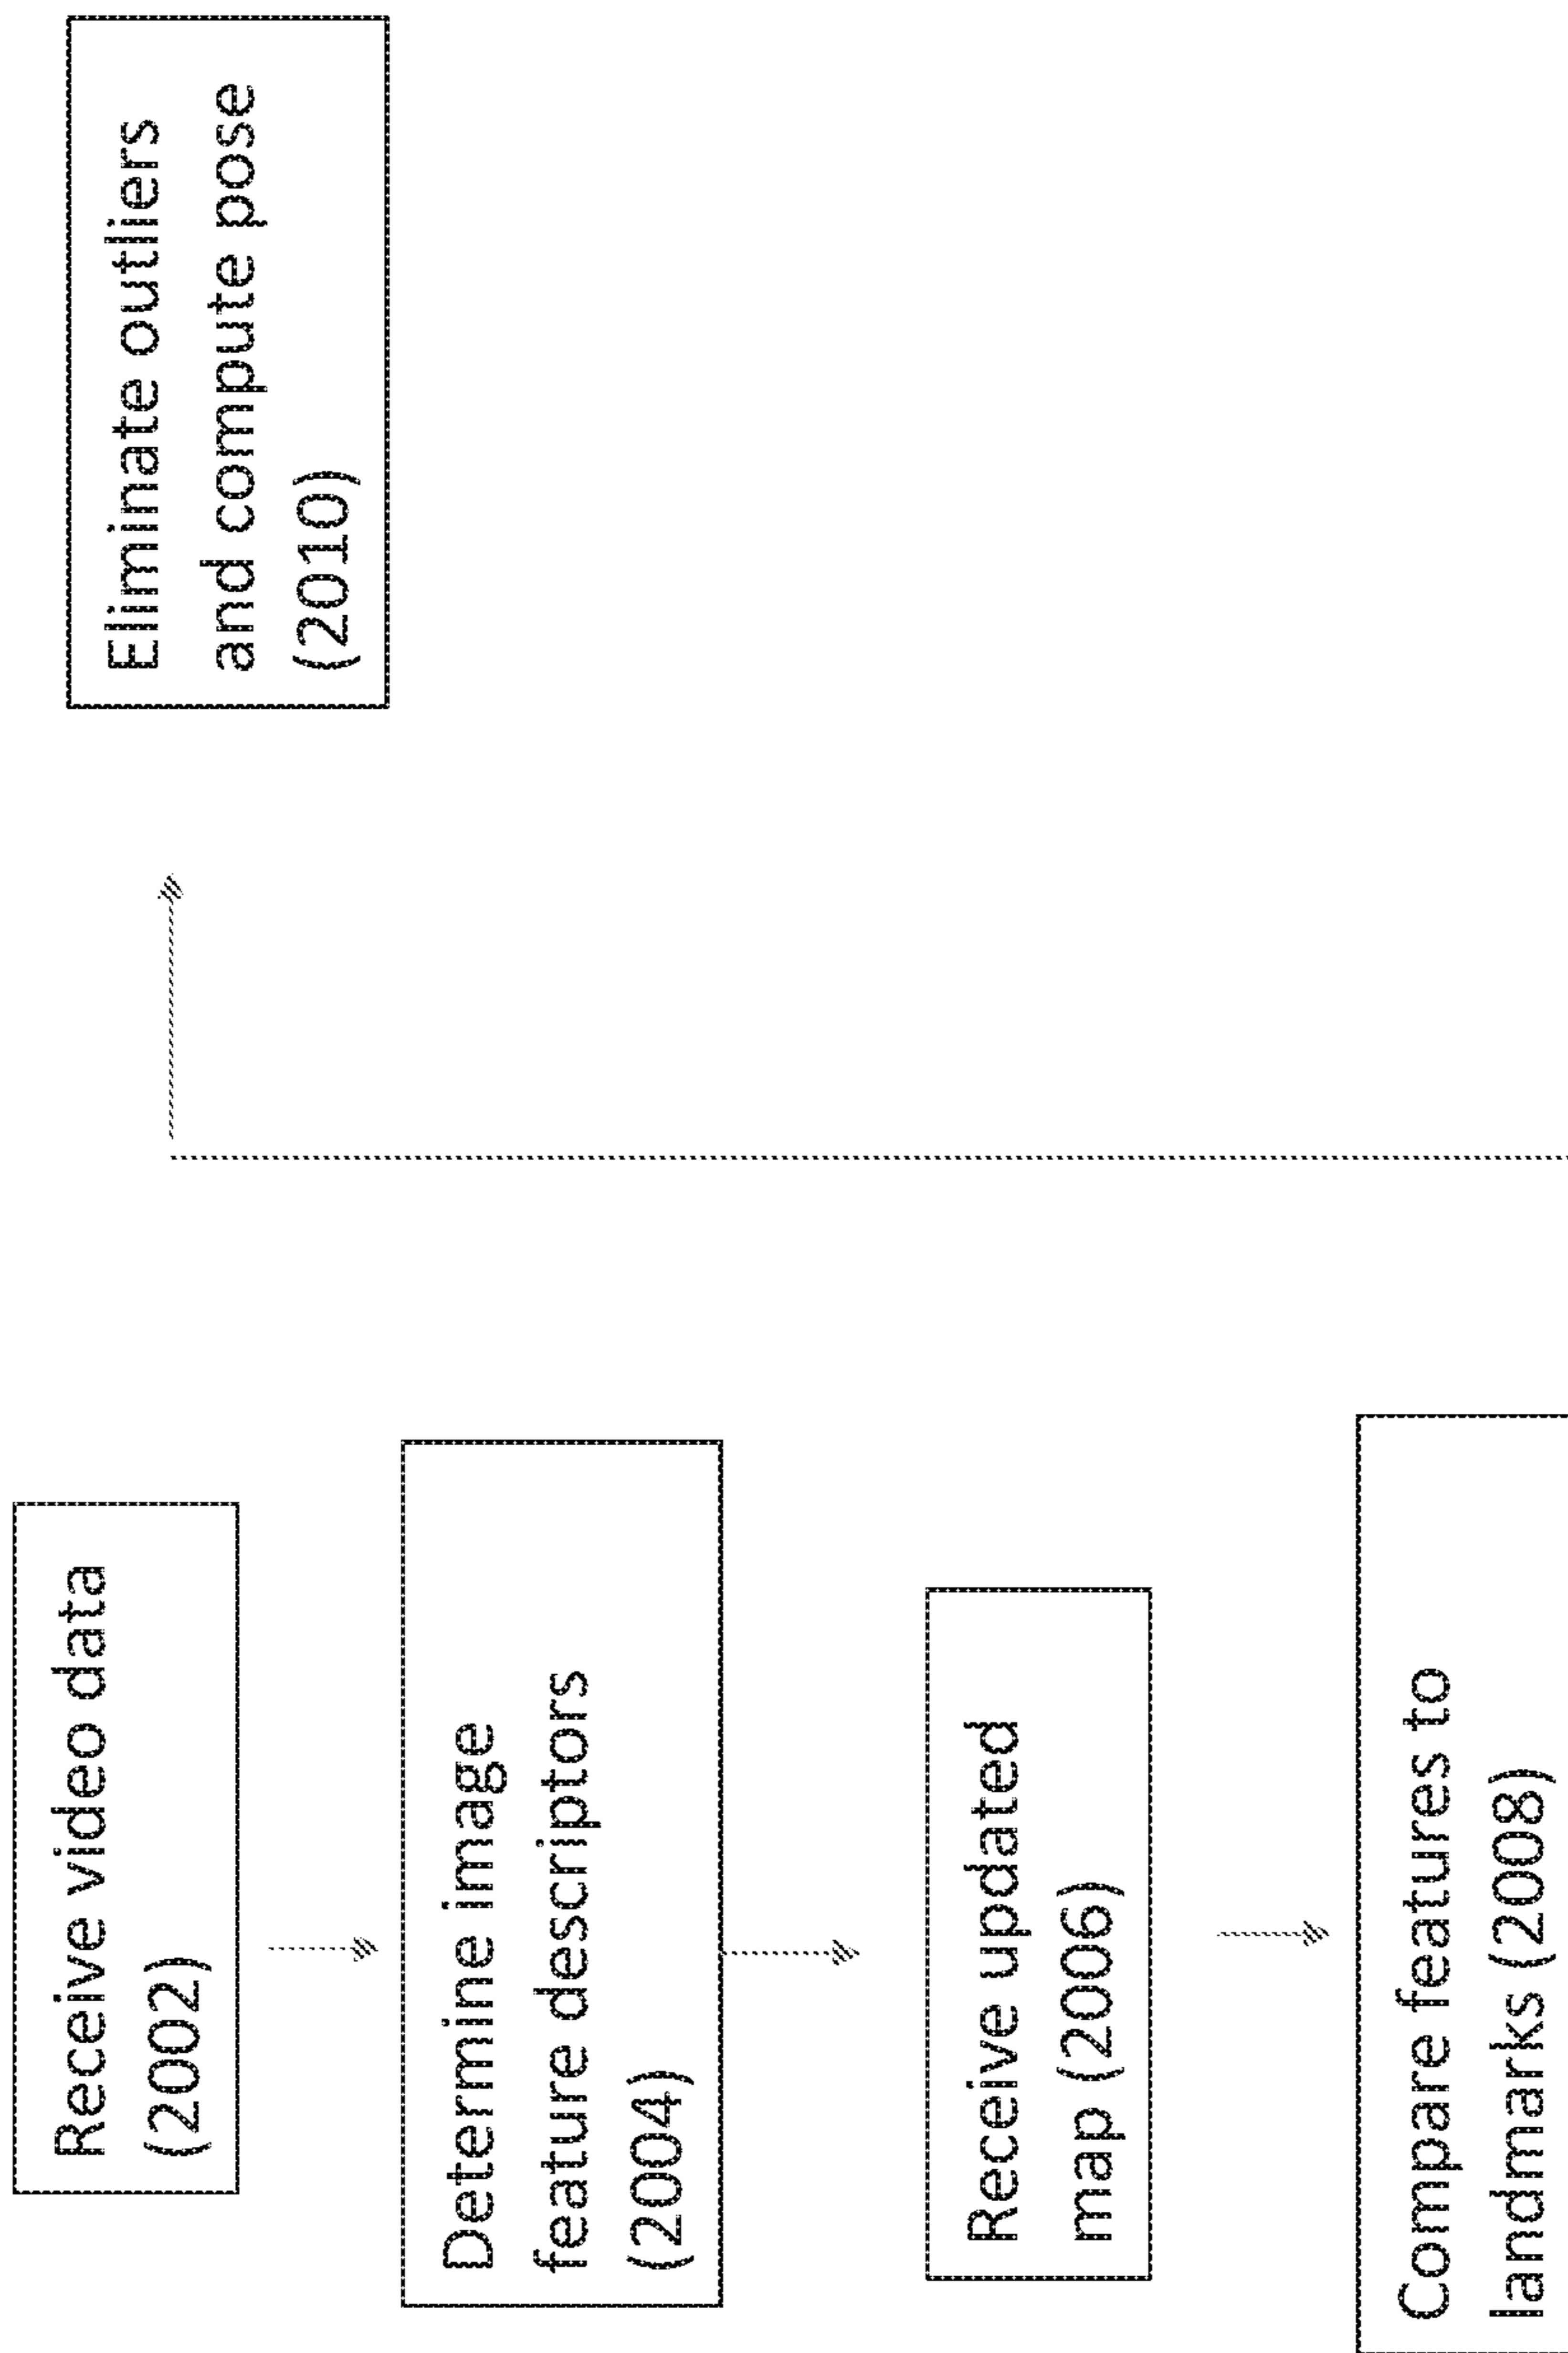 Receive video data
(2002)
Determine image
feature descriptors
(2004)
Receive updated
map (2006)
Compare features to
landmarks (2008)
Eliminate outliers
and compute pose
(2010)